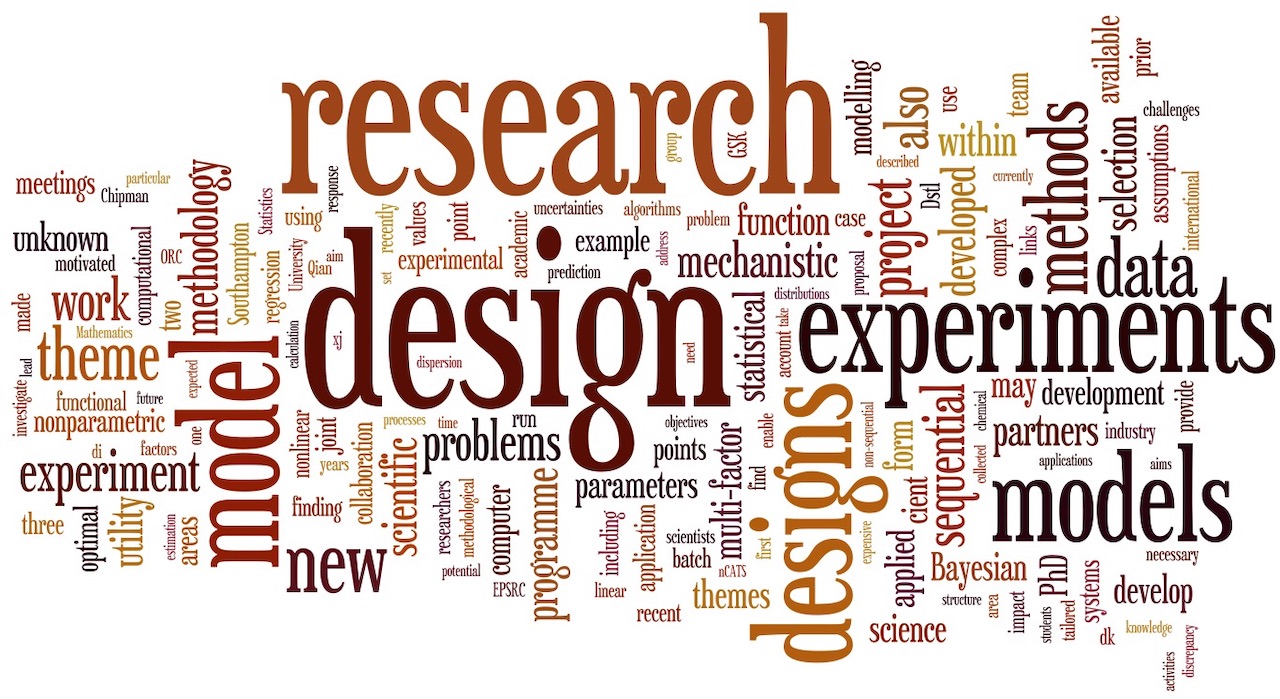 research
modelling
also
use
team
available
prior
challenges
methods
selection
assumptions
international
within
described
currently
group
GSK
meetings
particular
Chipman
methodology
Statistics
response
using
recently
values
point
academic
uncertainties
algorithms
problem
function
case
project
Dstl
developed
complex
links
unknown
motivated
computational
ORC
Southampton
regression
University
Qian
aim
set
experimental
example
prediction
address
mechanistic
proposal
data
made
work
two
Mathematics
theme
lead
investigate
calculation
xj
design
dispersion
need
statistical
distributions
account
take
experiments
functional
future
nonparametric
expected
one
model
di
factors
experiment
nonlinear
joint
years
collaboration
processes
time
run
problems
scientific
objectives
points
parameters
enable
designs
non-sequential
form
sequential
chemical
collected
may
development
provide
partners
industry
applications
aims
models
three
optimal
utility
estimation
areas
finding
new
researchers
methodological
computer
potential
EPSRC
programme
including
linear
application
recent
scientists
batch
nCATS
multi-factor
find
first
themes
expensive
cient
applied
Bayesian
structure
science
area
impact
students
PhD
tailored
systems
dk
necessary
develop
knowledge
activities
discrepancy